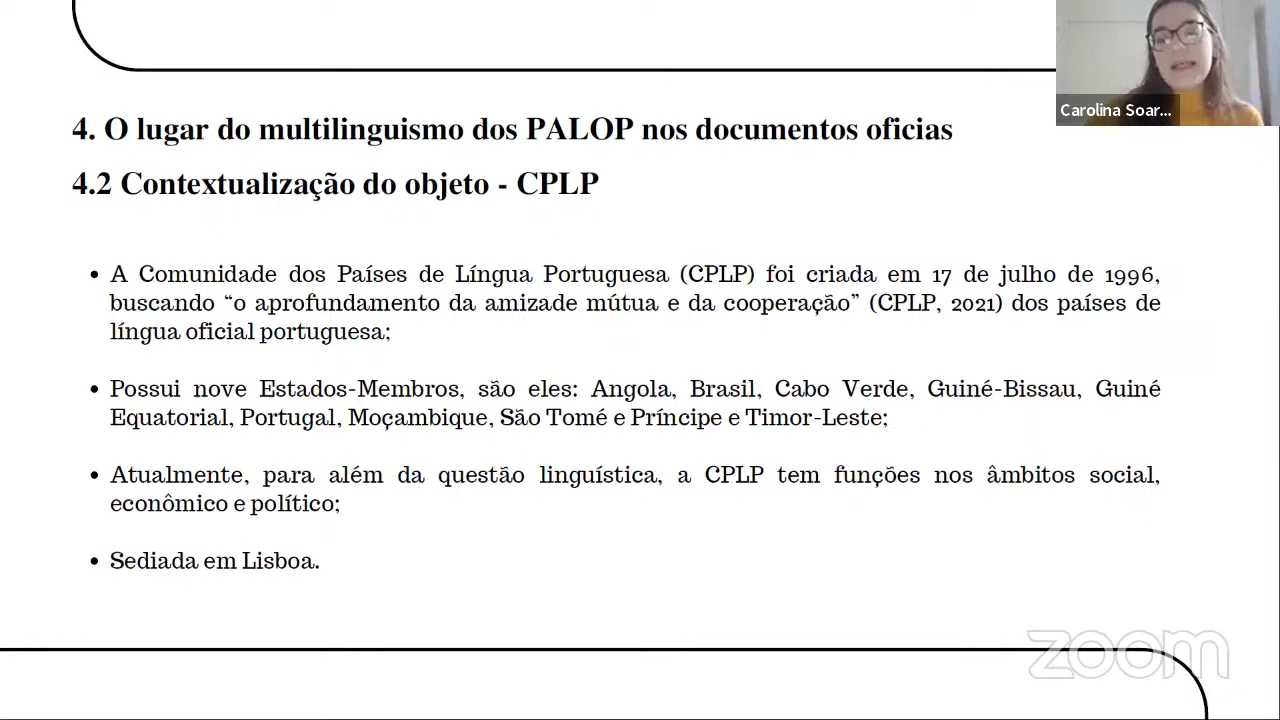 Carolina Soar...
4. O lugar do multilinguismo dos PALOP nos documentos oficias
4.2 Contextualização do objeto - CPLP
• A Comunidade dos Países de Língua Portuguesa (CPLP) foi criada em 17 de julho de 1996,
buscando “o aprofundamento da amizade mútua e da cooperação” (CPLP, 2021) dos países de
língua oficial portuguesa;
• Possui nove Estados-Membros, são eles: Angola, Brasil, Cabo Verde, Guiné-Bissau, Guiné
Equatorial, Portugal, Moçambique, São Tomé e Príncipe e Timor-Leste;
• Atualmente, para além da questão linguística, a CPLP tem funções nos âmbitos social,
econômico e político;
• Sediada em Lisboa.
zoom